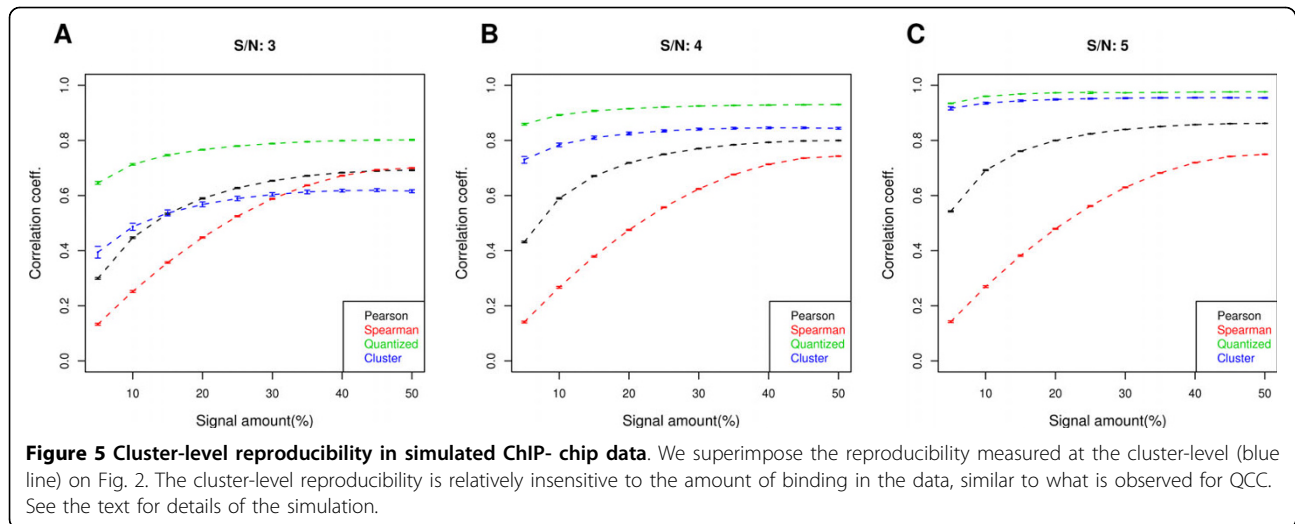 A
S/N: 3
Correlation coeff.
1.0
0.8
0.6
0.4
0.2
0.0
Pearson
Spearman
Quantized
Cluster
10
20
30
40
50
Signal amount(%)
B
S/N: 4
Correlation coeff.
1.0
0.8
0.6
0.4
0.2
0.0
Pearson
Spearman
Quantized
Cluster
10
20
30
40
50
Signal amount(%)
C
S/N: 5
Correlation coeff.
1.0
0.8
0.6
0.4
0.2
0.0
Pearson
Spearman
Quantized
Cluster
10
20
30
40
50
Signal amount(%)
Figure 5 Cluster-level reproducibility in simulated ChIP- chip data. We superimpose the reproducibility measured at the cluster-level (blue
line) on Fig. 2. The cluster-level reproducibility is relatively insensitive to the amount of binding in the data, similar to what is observed for QCC.
See the text for details of the simulation.